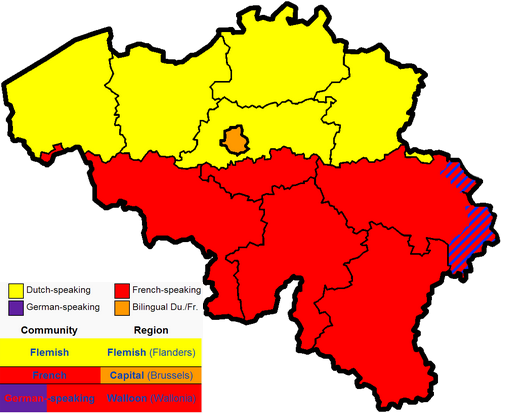 Dutch-speaking French-speaking
German-speaking Bilingual Du./Fr.
Community Region
Flemish Flemish (Flanders)
French Capital (Brussels)
German-speaking Walloon (Wallonie)